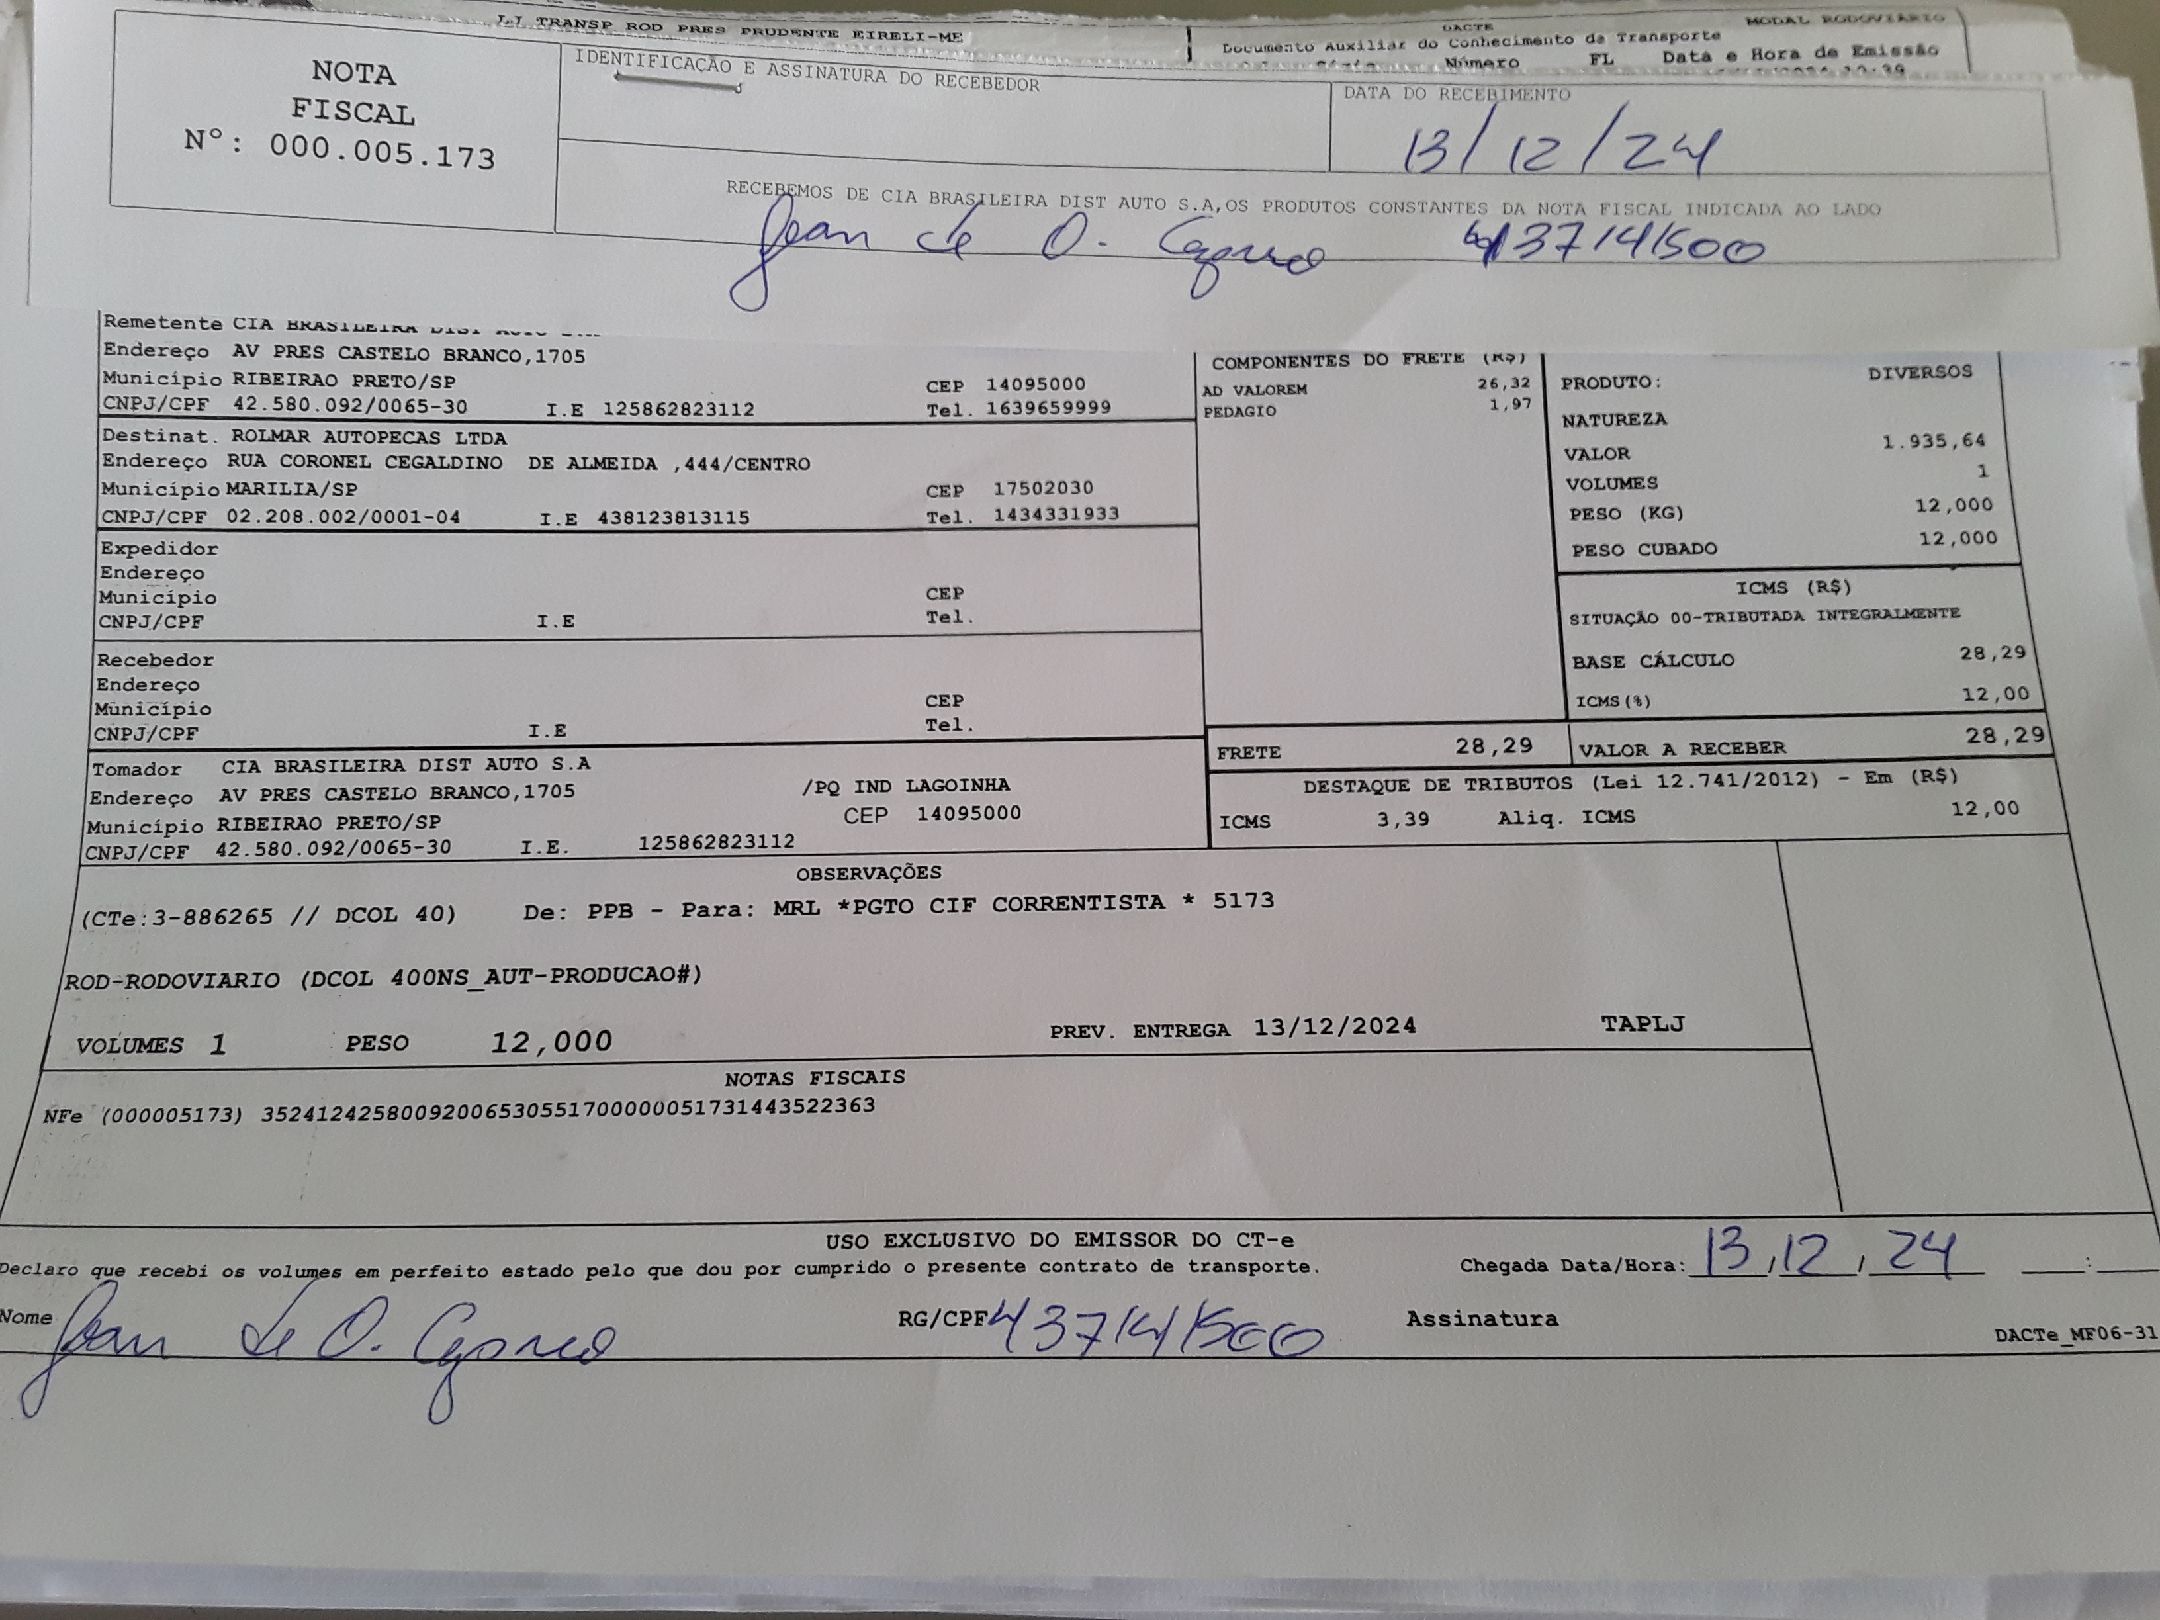 TRANSP ROD PRES PRUDENTE EIRELI-ME
DACTE
MODAL RODOVIÁRIO
Documento Auxiliar do Conhecimento de Transporte
Número FL Data e Hora de Emissão
NOTA
FISCAL
Nº: 000.005.173
IDENTIFICAÇÃO E ASSINATURA DO RECEBEDOR
DATA DO RECEBIMENTO
13/12/24
RECEBEMOS DE CIA BRASILEIRA DIST AUTO S.A,OS PRODUTOS CONSTANTES DA NOTA FISCAL INDICADA AO LADO
Jean de O.
Remetente CIA BRASILEIRA DIST AUTO
Endereço AV PRES CASTELO BRANCO,1705
Município RIBEIRAO PRETO/SP CEP 14095000
CNPJ/CPF 42.580.092/0065-30 I.E 125862823112 Tel. 1639659999
Destinat. ROLMAR AUTOPECAS LTDA
Endereço RUA CORONEL CEGALDINO DE ALMEIDA ,444/CENTRO
Município MARILIA/SP CEP 17502030
CNPJ/CPF 02.208.002/0001-04 I.E 438123813115 Tel. 1434331933
Expedidor
Endereço
Município CEP
CNPJ/CPF I.E Tel.
Recebedor
Endereço
Município CEP
CNPJ/CPF I.E Tel.
Tomador CIA BRASILEIRA DIST AUTO S.A
Endereço AV PRES CASTELO BRANCO,1705 /PQ IND LAGOINHA
Município RIBEIRAO PRETO/SP CEP 14095000
CNPJ/CPF 42.580.092/0065-30 I.E. 125862823112
COMPONENTES DO FRETE (R$)
AD VALOREM 26,32
PEDAGIO 1,97
PRODUTO: DIVERSOS
NATUREZA
VALOR 1.935,64
VOLUMES 1
PESO (KG) 12,000
PESO CUBADO 12,000
ICMS (R$)
SITUAÇÃO 00-TRIBUTADA INTEGRALMENTE
BASE CÁLCULO 28,29
ICMS(%) 12,00
FRETE 28,29 VALOR A RECEBER 28,29
DESTAQUE DE TRIBUTOS (Lei 12.741/2012) - Em (R$)
ICMS 3,39 Aliq. ICMS 12,00
OBSERVAÇÕES
(CTe:3-886265 // DCOL 40) De: PPB - Para: MRL *PGTO CIF CORRENTISTA * 5173
ROD-RODOVIARIO (DCOL 400NS_AUT-PRODUCAO#)
VOLUMES 1 PESO 12,000 PREV. ENTREGA 13/12/2024 TAPLJ
NOTAS FISCAIS
NFe (000005173) 35241242580092006530551700000051731443522363
USO EXCLUSIVO DO EMISSOR DO CT-e
Declaro que recebi os volumes em perfeito estado pelo que dou por cumprido o presente contrato de transporte. Chegada Data/Hora: 13,12,24 :
Nome Jean de O. RG/CPF Assinatura
DACTe_MF06-31